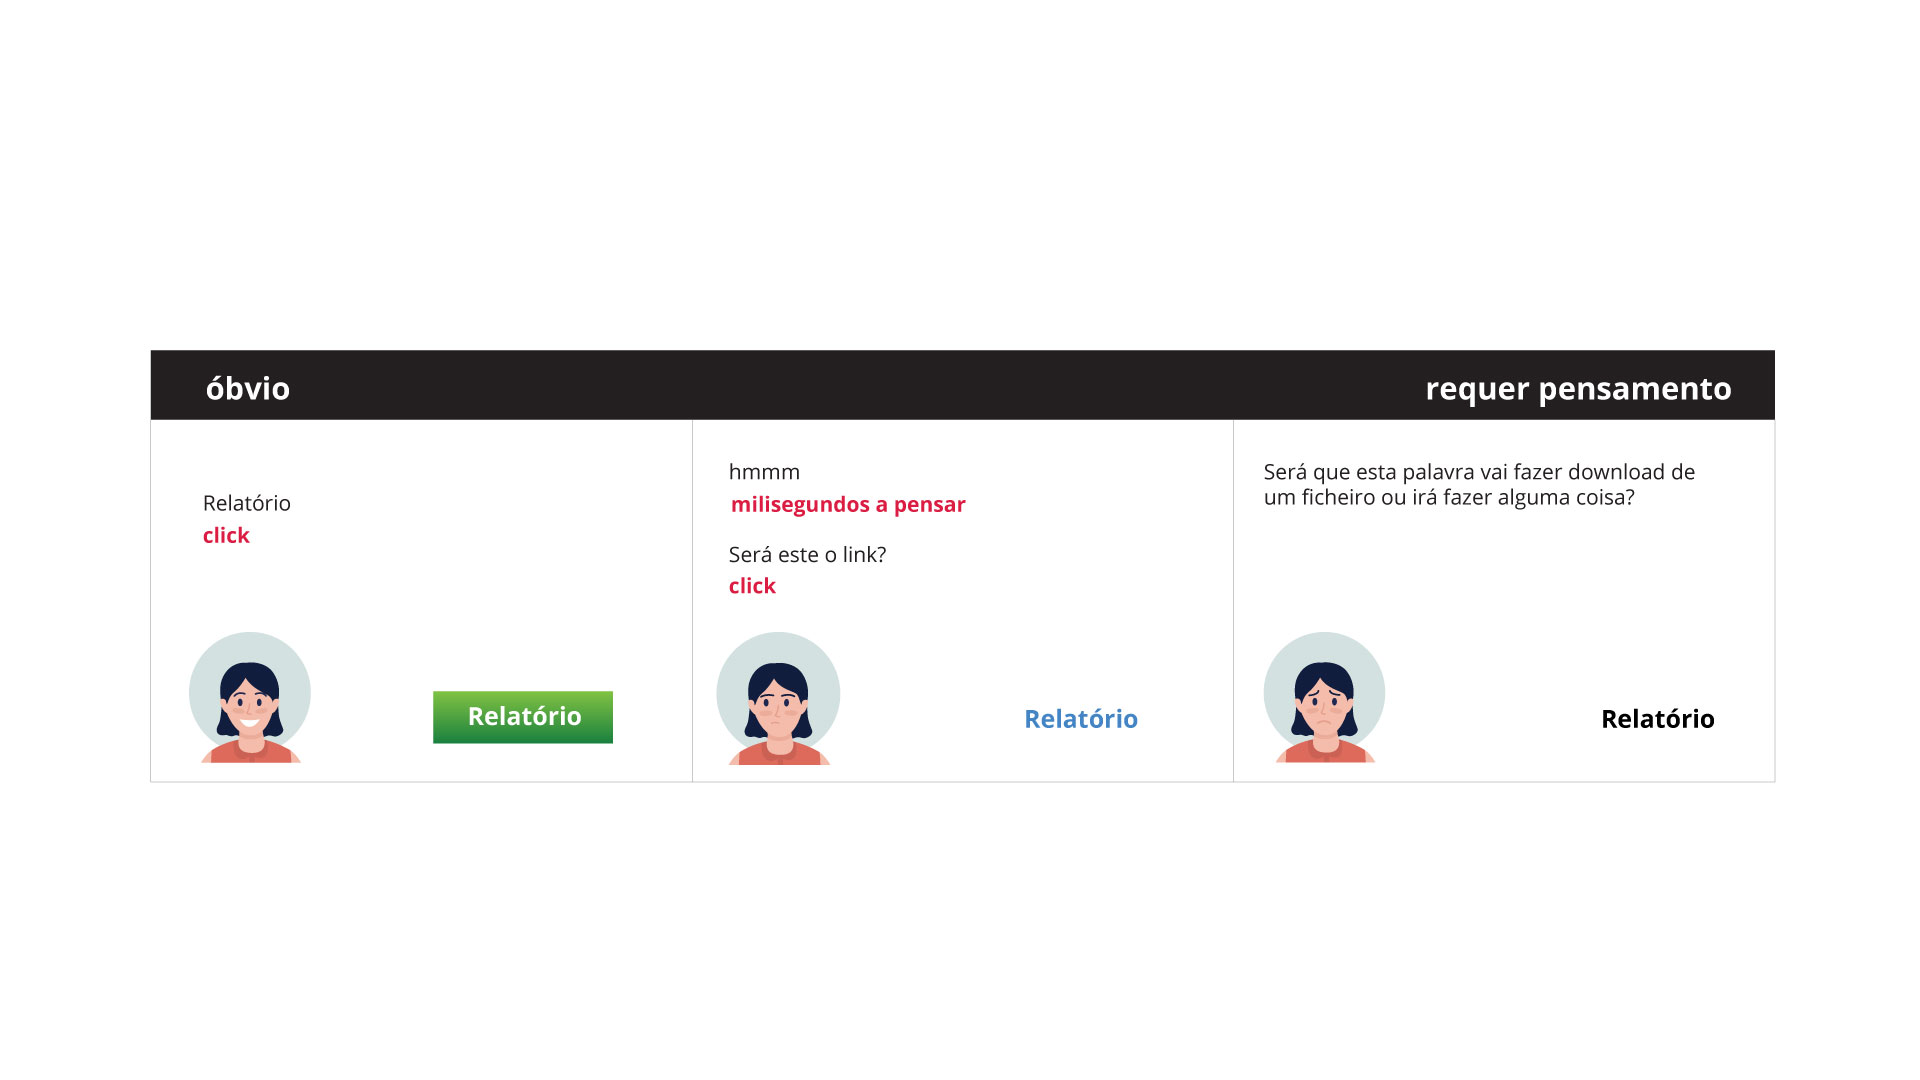 óbvio
requer pensamento
Relatório
click
Relatório
hmmm
milisegundos a pensar
Será este o link?
click
Relatório
Será que esta palavra vai fazer download de
um ficheiro ou irá fazer alguma coisa?
Relatório